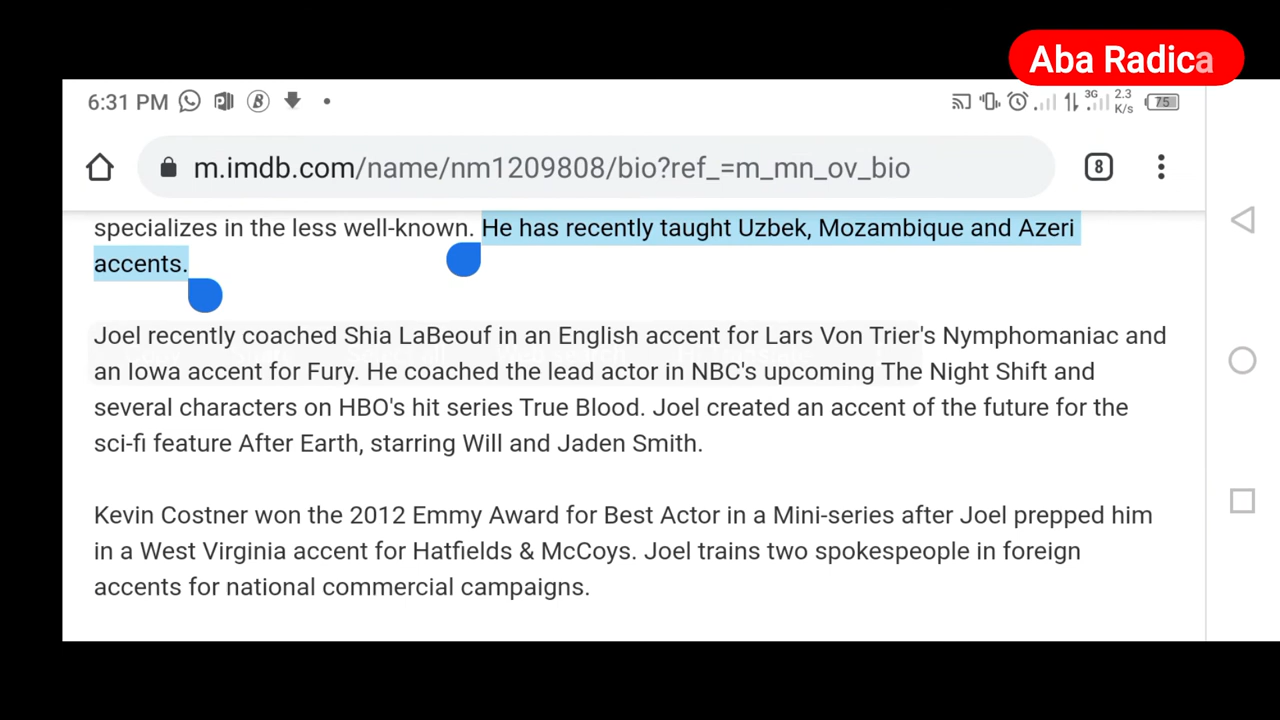 Aba Radica
6:31 PM
3G 2.3 K/s 75
m.imdb.com/name/nm1209808/bio?ref_=m_mn_ov_bio
8
specializes in the less well-known. He has recently taught Uzbek, Mozambique and Azeri
accents.
Joel recently coached Shia LaBeouf in an English accent for Lars Von Trier's Nymphomaniac and
an Iowa accent for Fury. He coached the lead actor in NBC's upcoming The Night Shift and
several characters on HBO's hit series True Blood. Joel created an accent of the future for the
sci-fi feature After Earth, starring Will and Jaden Smith.
Kevin Costner won the 2012 Emmy Award for Best Actor in a Mini-series after Joel prepped him
in a West Virginia accent for Hatfields & McCoys. Joel trains two spokespeople in foreign
accents for national commercial campaigns.